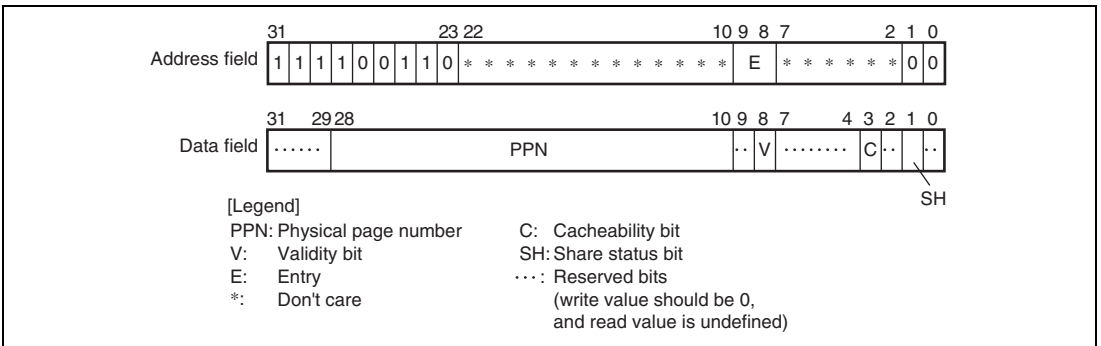 31 23 22 10 9 8 7 2 1 0
Address field 1 1 1 1 0 0 1 1 0 * * * * * * * * * * * * * E * * * * * * 0 0
31 29 28 10 9 8 7 4 3 2 1 0
Data field ······ PPN ·· V ········ C ·· ··
SH
[Legend]
PPN: Physical page number C: Cacheability bit
V: Validity bit SH: Share status bit
E: Entry ···: Reserved bits
*: Don't care (write value should be 0,
and read value is undefined)